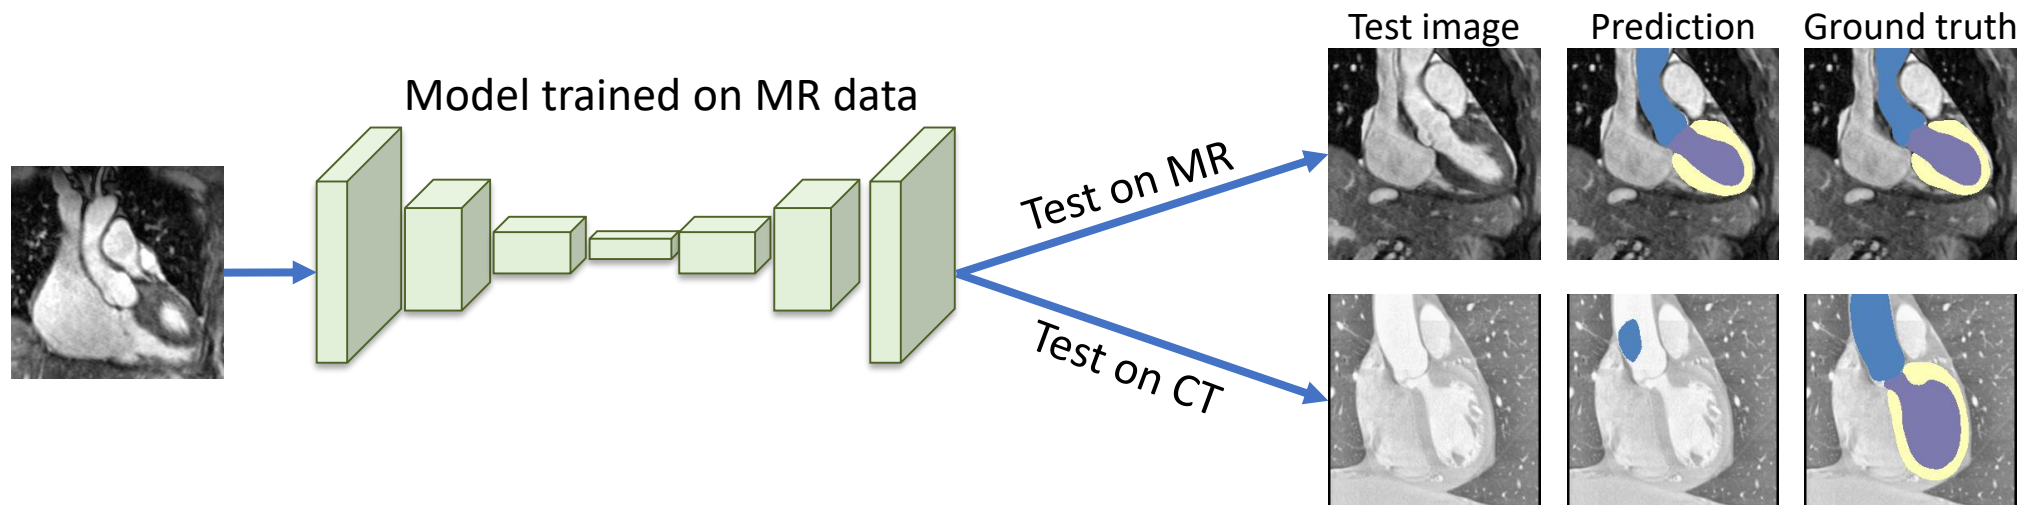 Model trained on MR data
Test on MR
Test on CT
Test image
Prediction
Ground truth